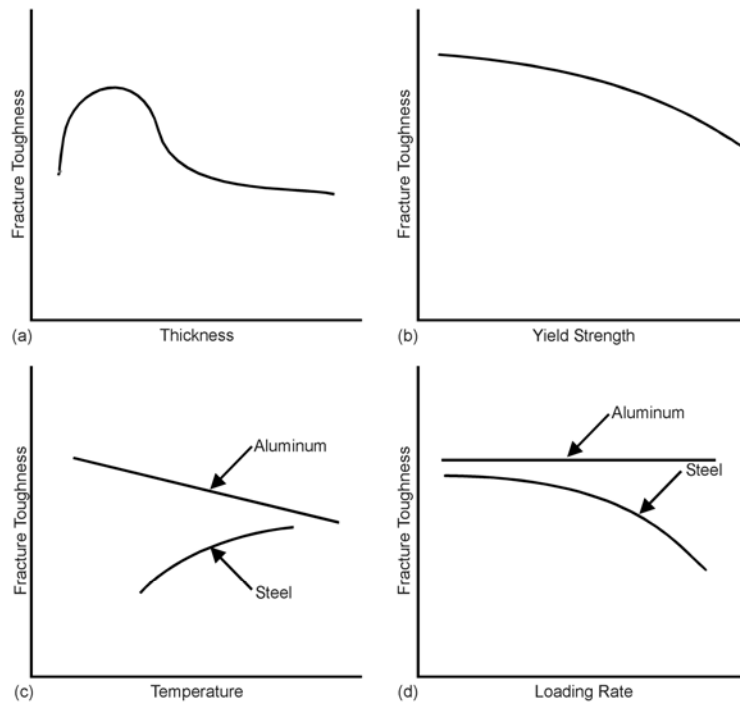 Fracture Toughness
(a)
Thickness
Fracture Toughness
(b)
Yield Strength
Fracture Toughness
Aluminum
Steel
(c)
Temperature
Fracture Toughness
Aluminum
Steel
(d)
Loading Rate